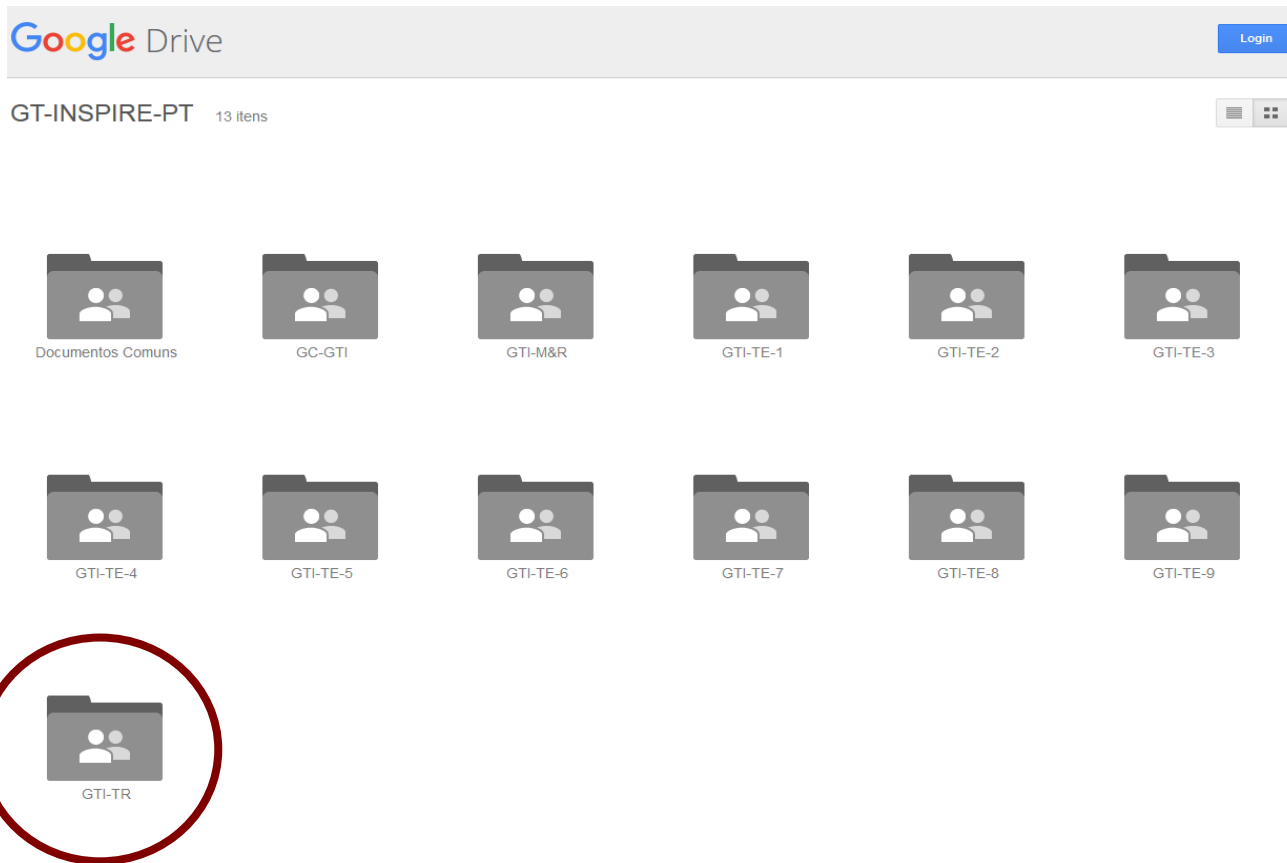 Google Drive
Login
GT-INSPIRE-PT 13 itens
Documentos Comuns
GC-GTI
GTI-M&R
GTI-TE-1
GTI-TE-2
GTI-TE-3
GTI-TE-4
GTI-TE-5
GTI-TE-6
GTI-TE-7
GTI-TE-8
GTI-TE-9
GTI-TR